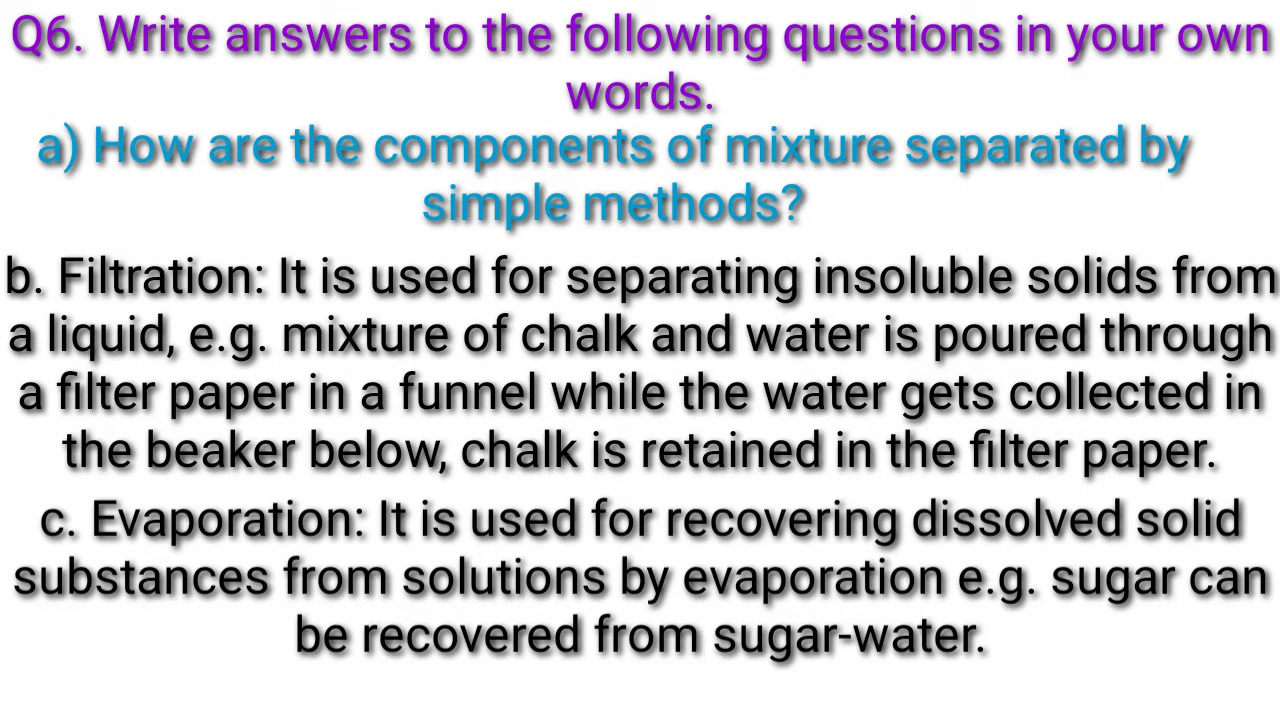 Q6. Write answers to the following questions in your own
words.
a) How are the components of mixture separated by
simple methods?
b. Filtration: It is used for separating insoluble solids from
a liquid, e.g. mixture of chalk and water is poured through
a filter paper in a funnel while the water gets collected in
the beaker below, chalk is retained in the filter paper.
c. Evaporation: It is used for recovering dissolved solid
substances from solutions by evaporation e.g. sugar can
be recovered from sugar-water.